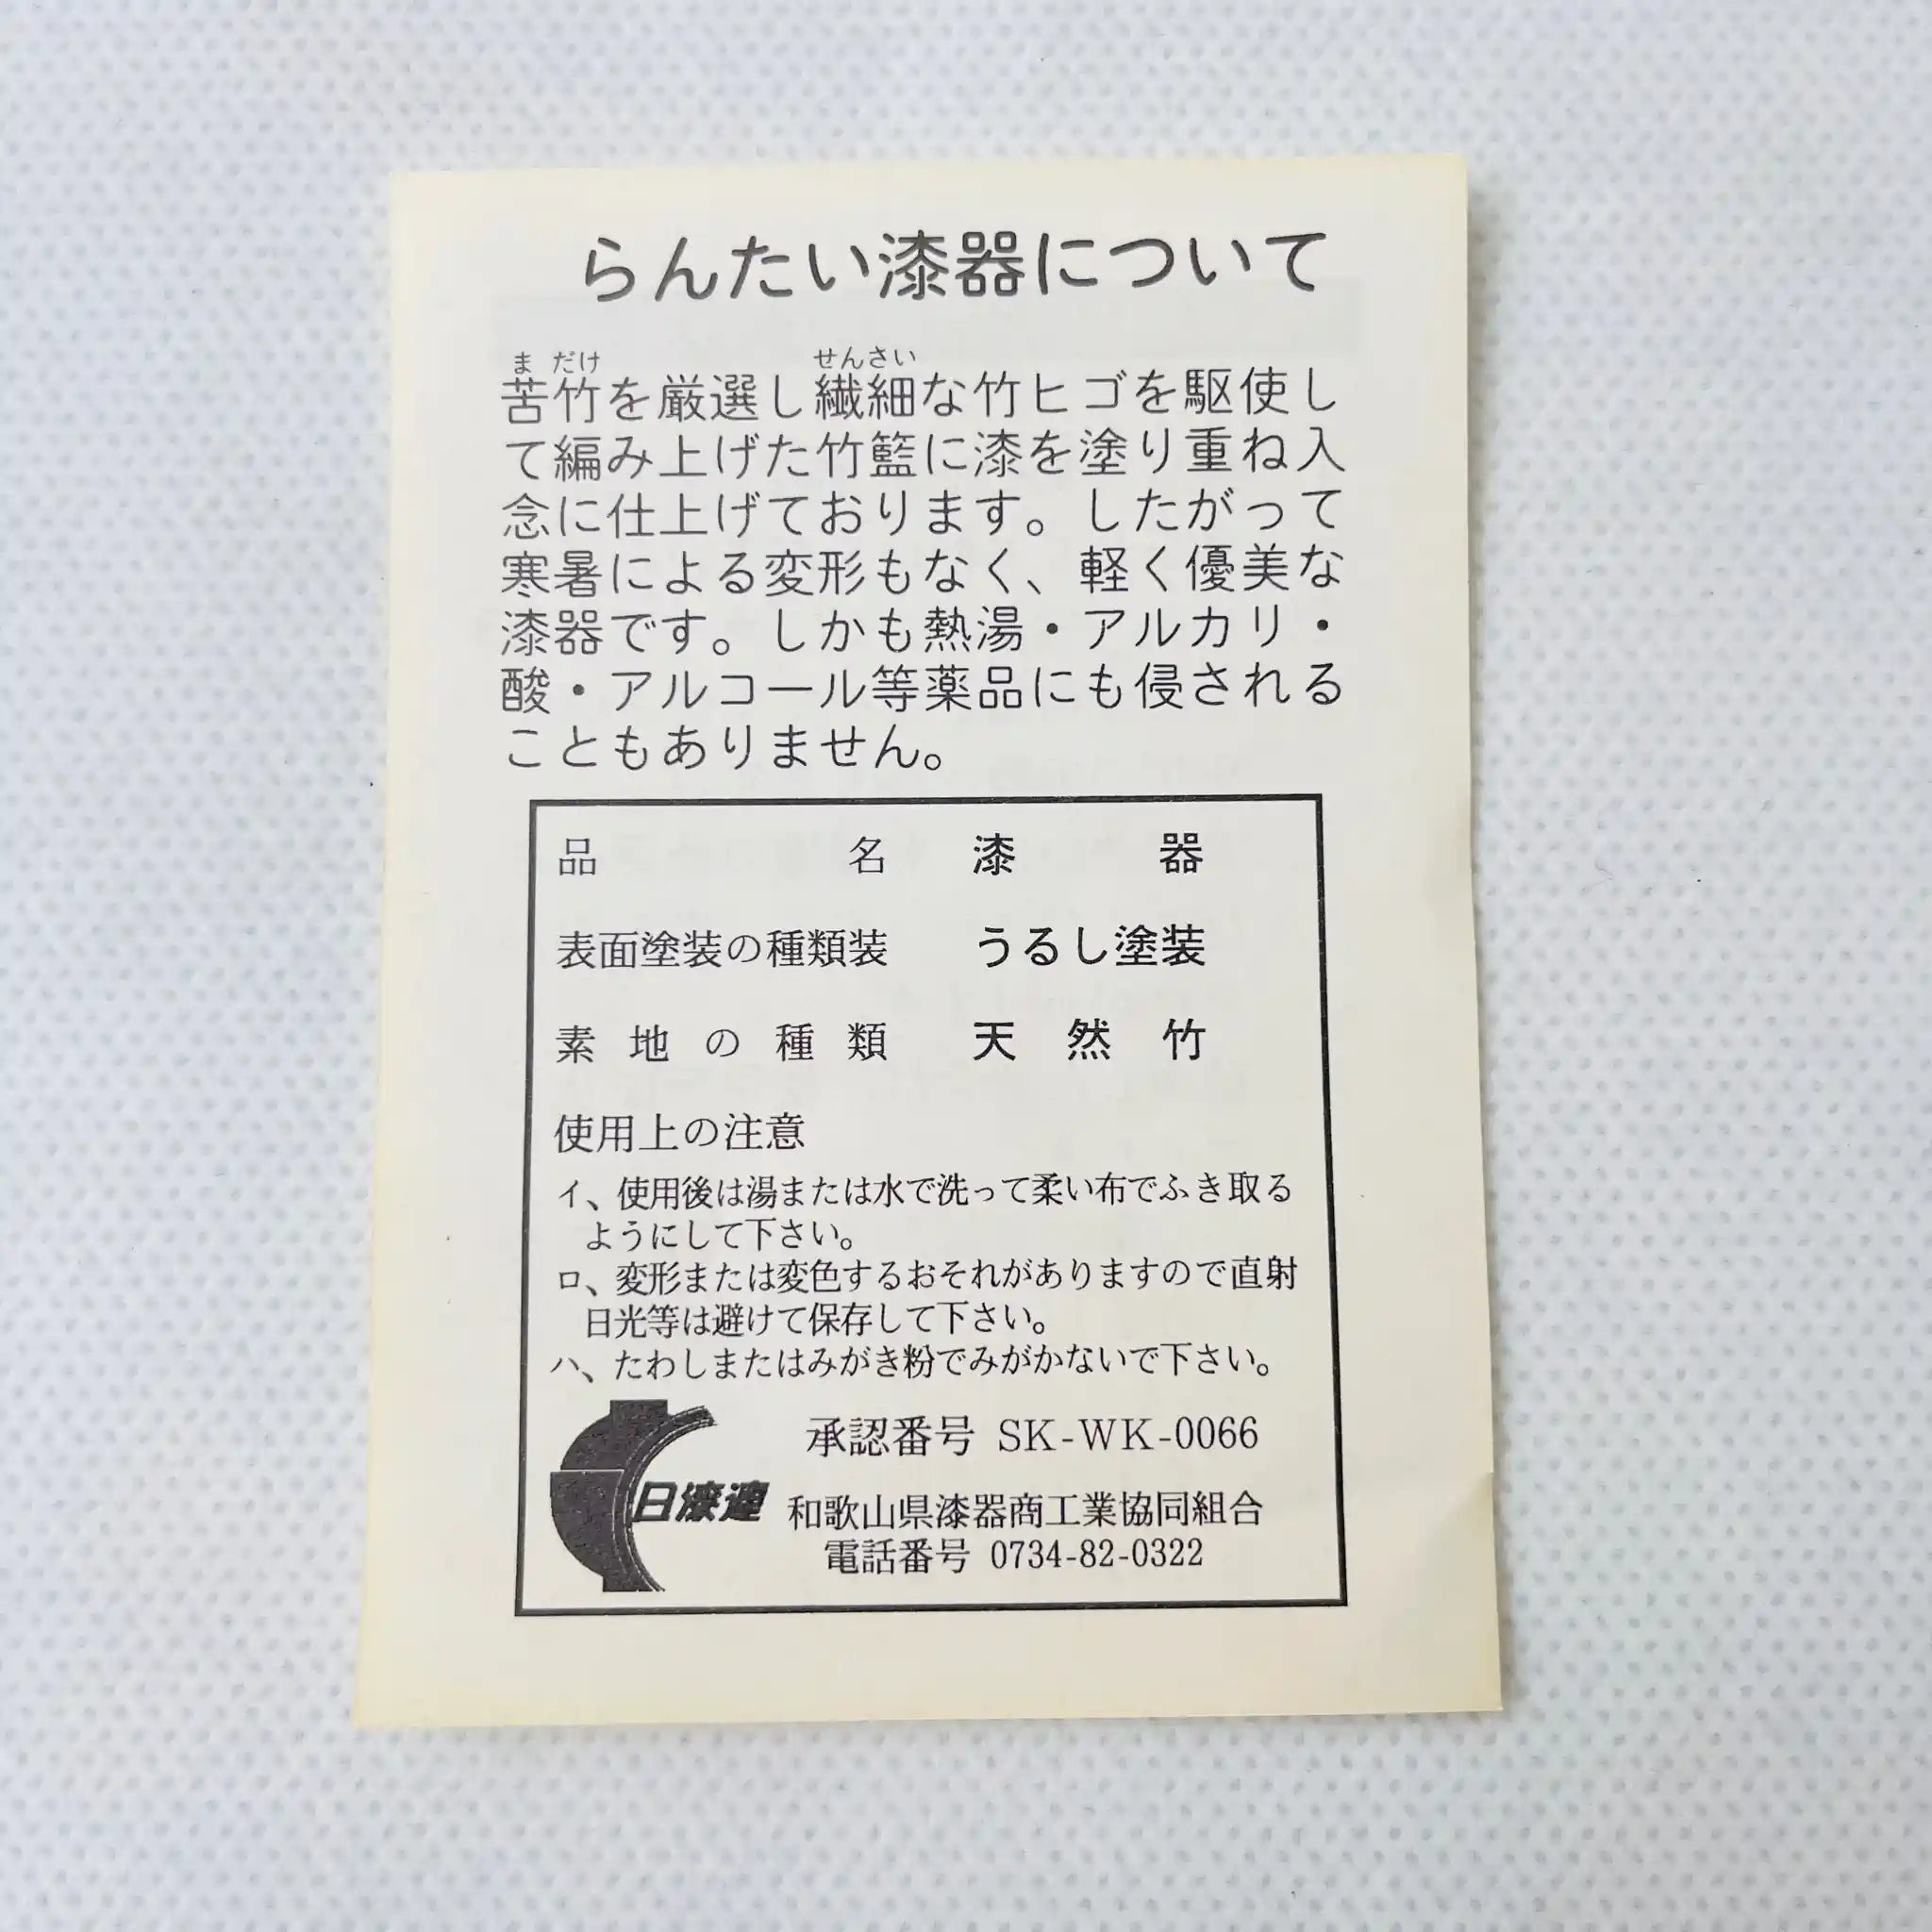 らんたい漆器について
ま だけ せんさい
苦竹を厳選し繊細な竹ヒゴを駆使し
て編み上げた竹籃に漆を塗り重ね入
念に仕上げております。したがって
寒暑による変形もなく、軽く優美な
漆器です。しかも熱湯・アルカリ・
酸・アルコール等薬品にも侵される
こともありません。
品名 漆器
表面塗装の種類装 うるし塗装
素地の種類 天然竹
使用上の注意
イ、使用後は湯または水で洗って柔い布でふき取る
ようにして下さい。
ロ、変形または変色するおそれがありますので直射
日光等は避けて保存して下さい。
ハ、たわしまたはみがき粉でみがかないで下さい。
承認番号 SK-WK-0066
日漆連
和歌山県漆器商工業協同組合
電話番号 0734-82-0322